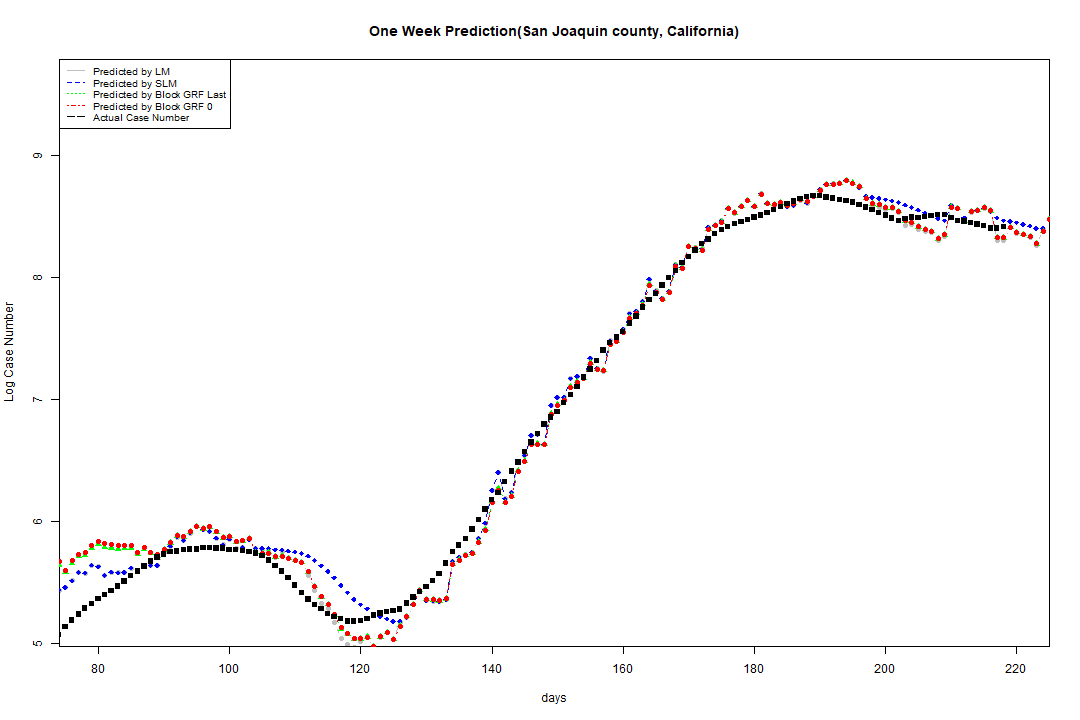 One Week Prediction(San Joaquin county, California)
Predicted by LM
Predicted by SLM
Predicted by Block GRF Last
Predicted by Block GRF 0
Actual Case Number
9
8
7
6
5
Log Case Number
80 100 120 140 160 180 200 220
days